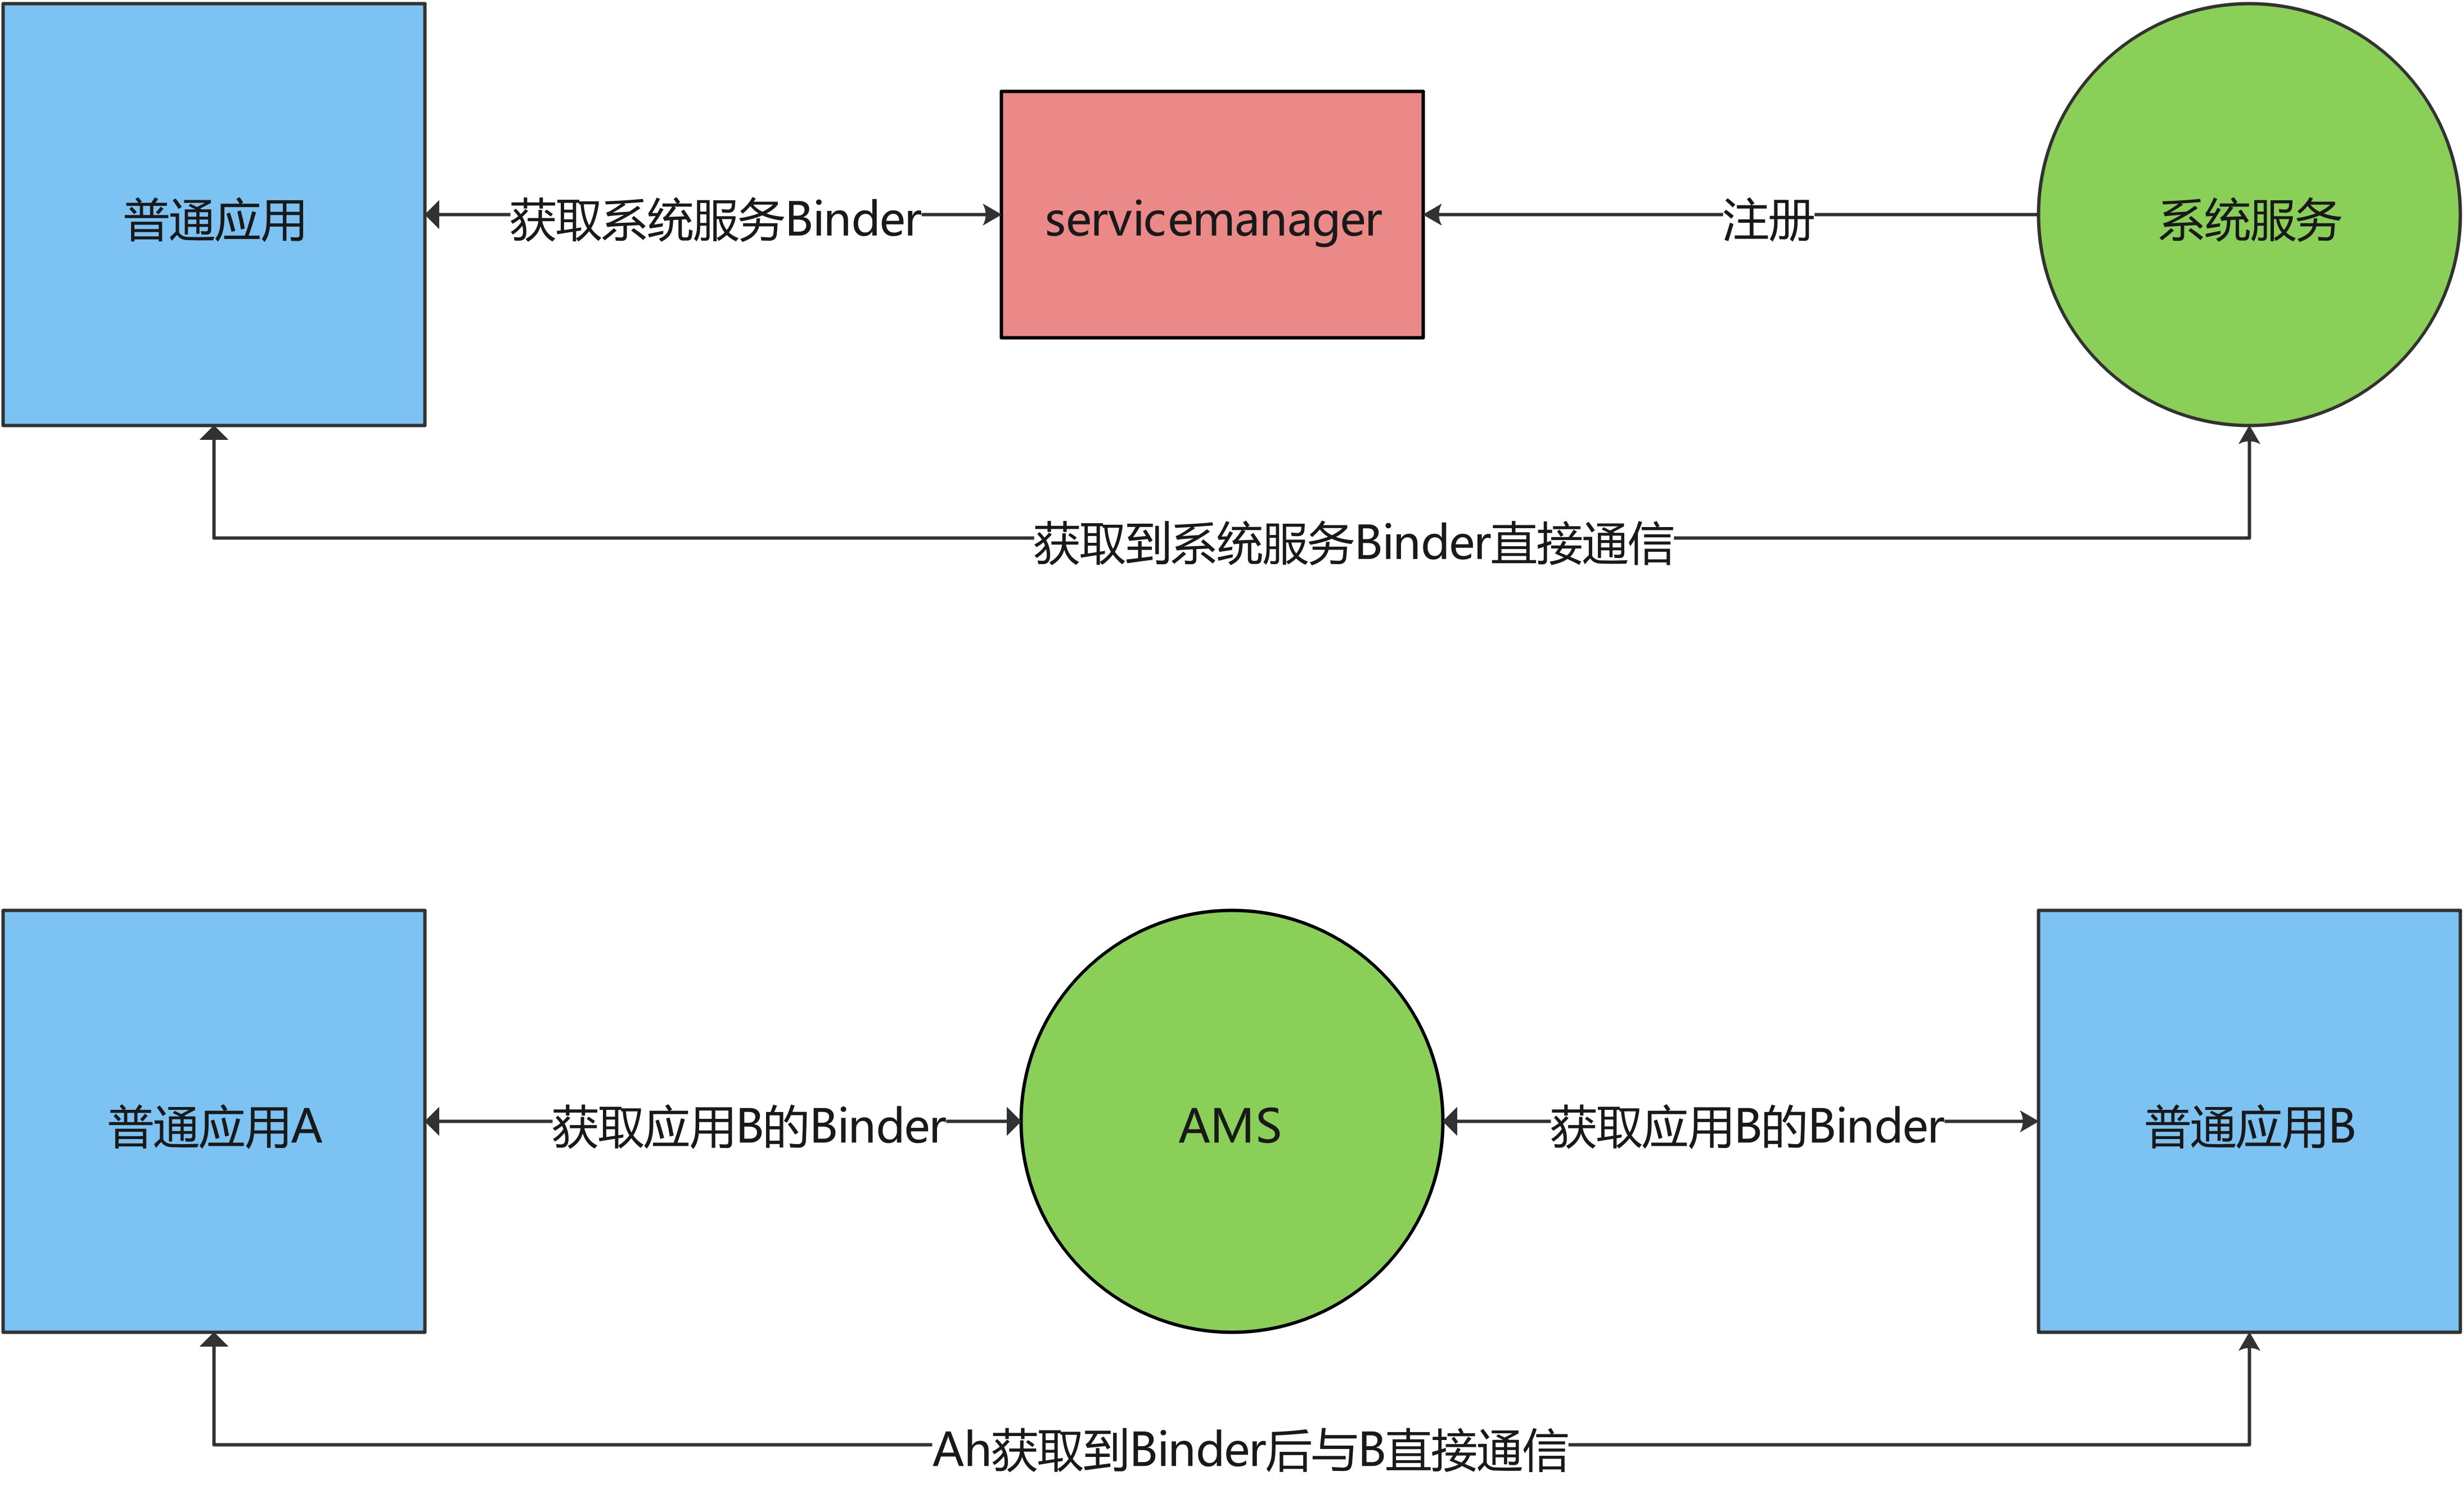 普通应用
获取系统服务Binder
servicemanager
注册
系统服务
获取到系统服务Binder直接通信
普通应用A
获取应用B的Binder
AMS
获取应用B的Binder
普通应用B
Ah获取到Binder后与B直接通信